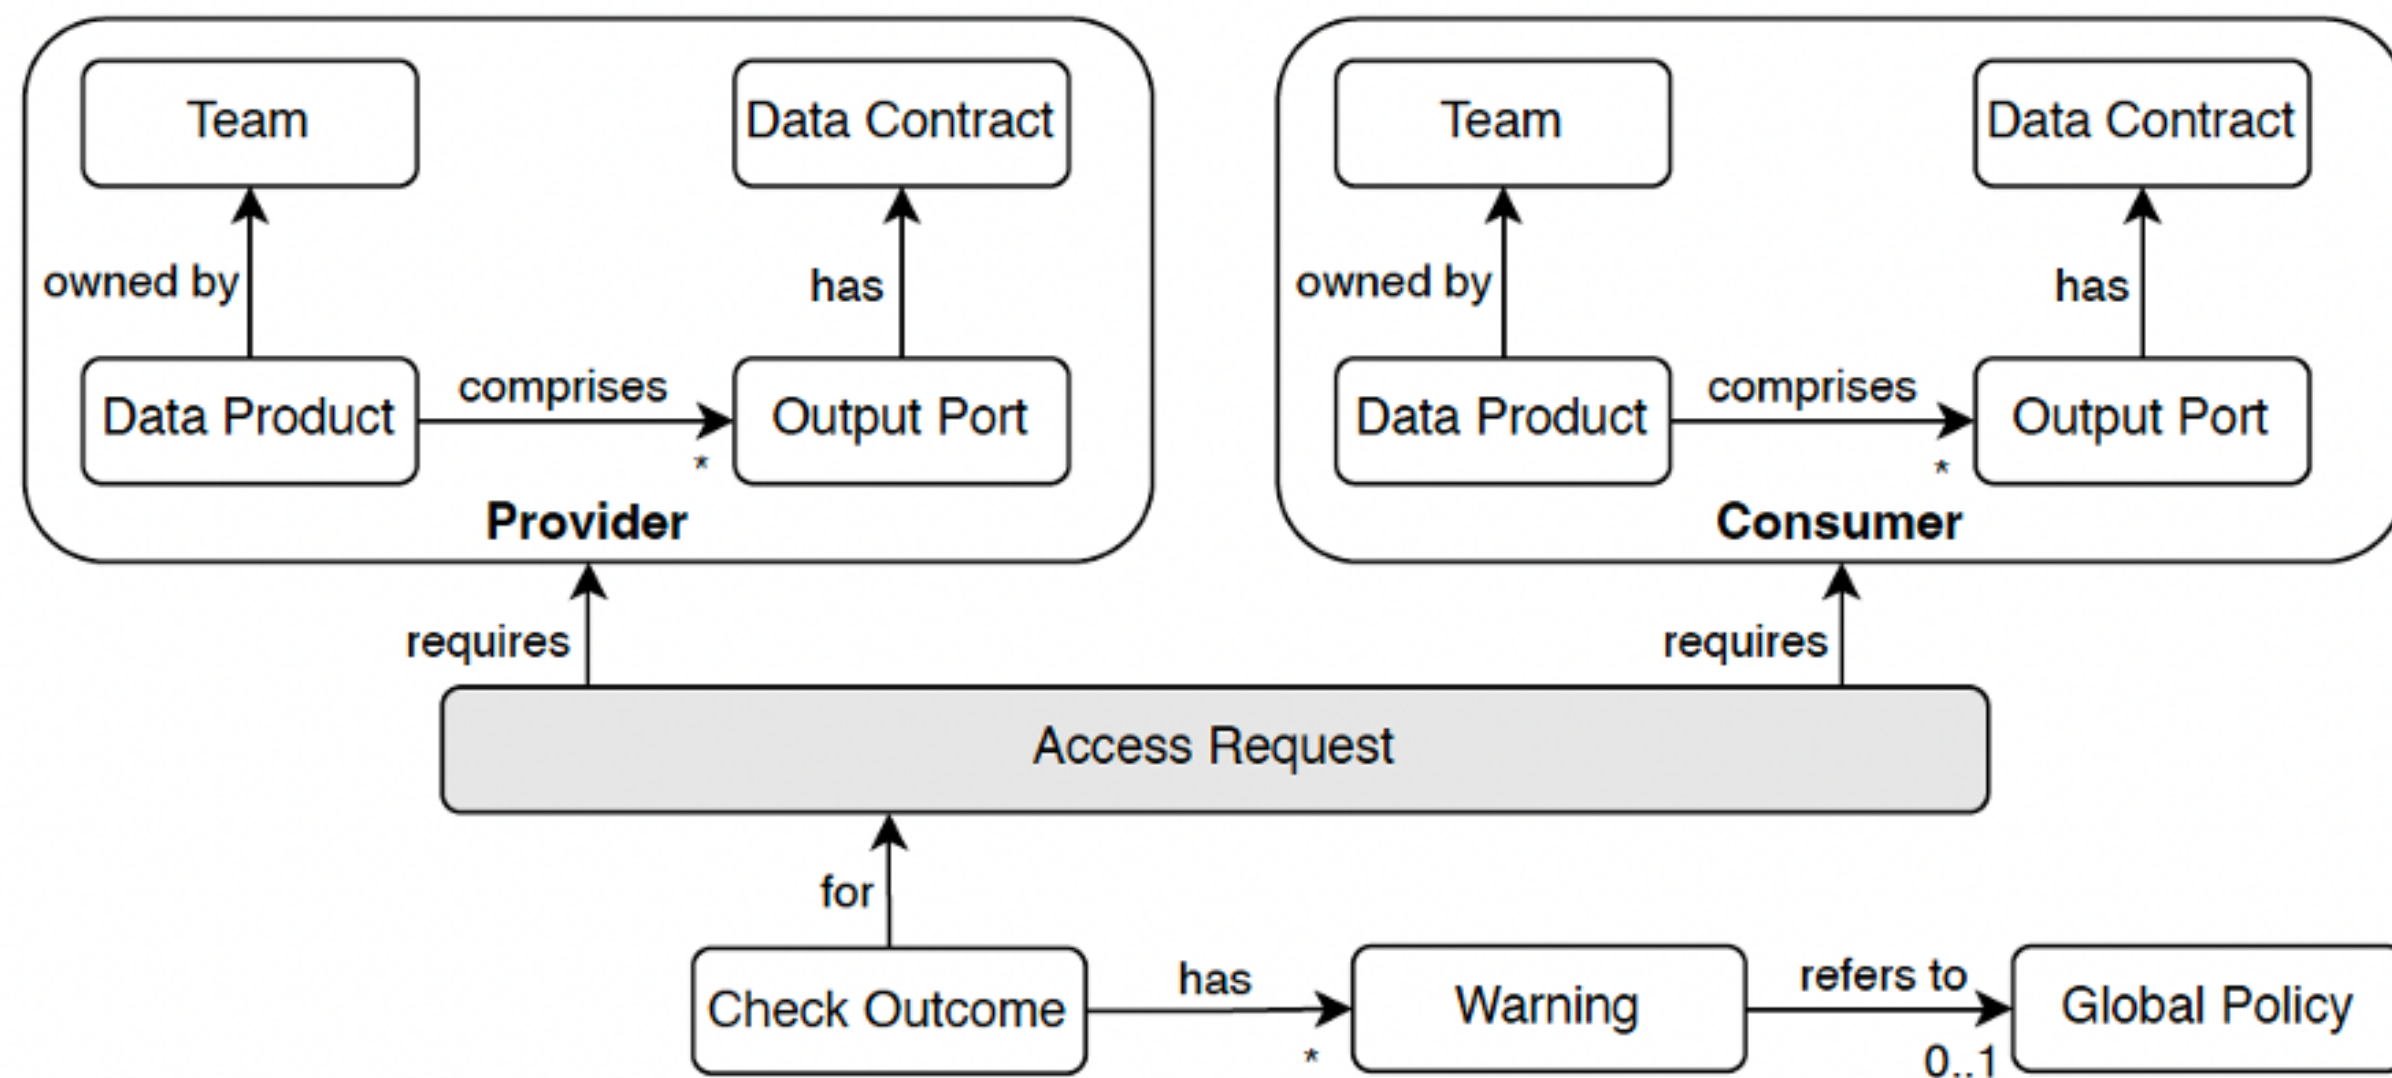 Team
Data Contract
owned by
has
Data Product
comprises
*
Output Port
Provider
Team
Data Contract
owned by
has
Data Product
comprises
*
Output Port
Consumer
requires
requires
Access Request
for
Check Outcome
has
*
Warning
refers to
0..1
Global Policy